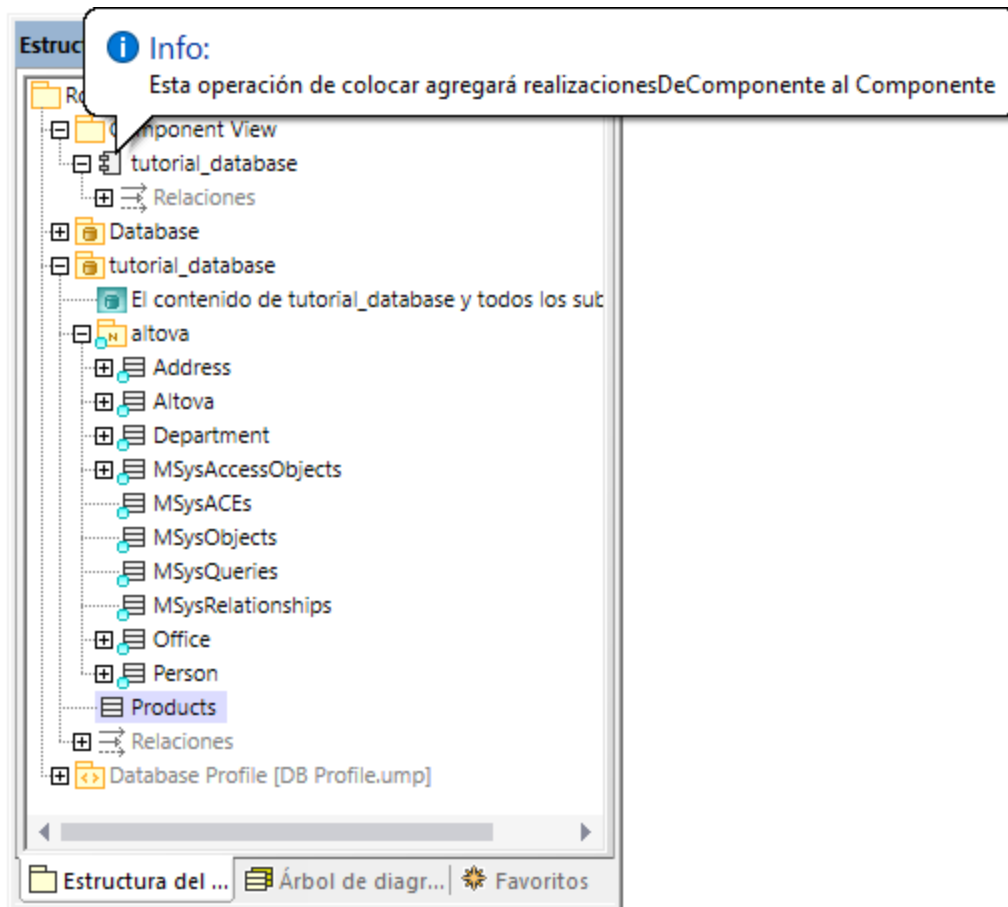 Estruc
Info:
Esta operación de colocar agregará realizacionesDeComponente al Componente
Component View
tutorial_database
Relaciones
Database
tutorial_database
El contenido de tutorial_database y todos los sub
altova
Address
Altova
Department
MSysAccessObjects
MSysACEs
MSysObjects
MSysQueries
MSysRelationships
Office
Person
Products
Relaciones
Database Profile [DB Profile.ump]
Estructura del ... Árbol de diagr... Favoritos